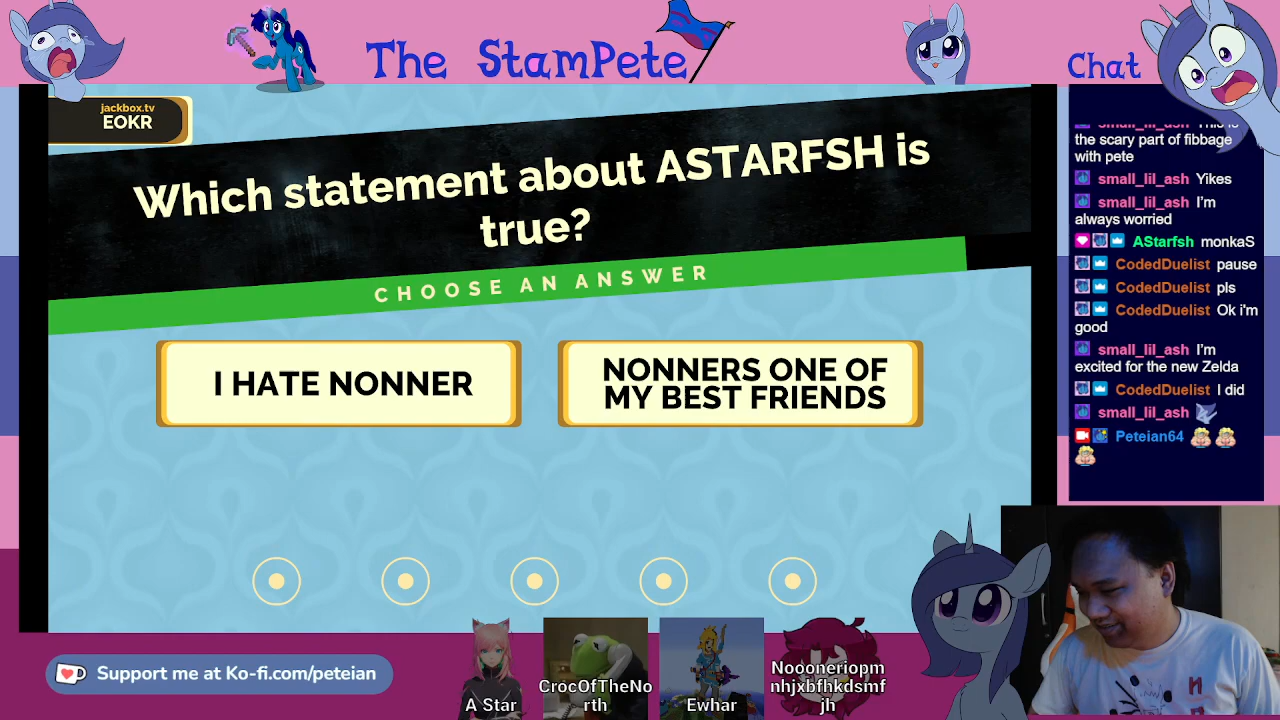 The StamPete
Chat
jackbox.tv
EOKR
Which statement about ASTARFSH is
true?
CHOOSE AN ANSWER
I HATE NONNER
NONNERS ONE OF
MY BEST FRIENDS
small_lil_ash This is
the scary part of fibbage
with pete
small_lil_ash Yikes
small_lil_ash I'm
always worried
AStarfsh monkaS
CodedDuelist pause
CodedDuelist pls
CodedDuelist Ok i'm
good
small_lil_ash I'm
excited for the new Zelda
CodedDuelist I did
small_lil_ash
Peteian64
Support me at Ko-fi.com/peteian
A Star
CrocOfTheNo
rth
Ewhar
Noooneriopm
nhjxbfhkdsmf
jh